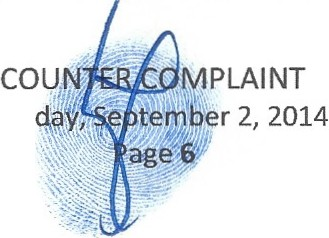 COUNTER COMPLAINT
day, September 2, 2014
Page 6